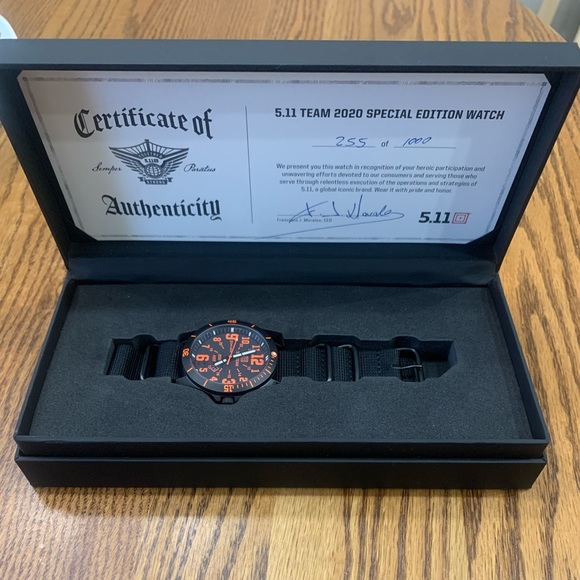 Certificate of
Semper Paratus
Authenticity
5.11 TEAM 2020 SPECIAL EDITION WATCH
255 of 1000
We present you this watch in recognition of your heroic participation and
unwavering efforts devoted to our consumers and serving those who
serve through relentless execution of the operations and strategies of
5.11, a global iconic brand. Wear it with pride and honor.
Francisco J. Morales, CEO
5.11